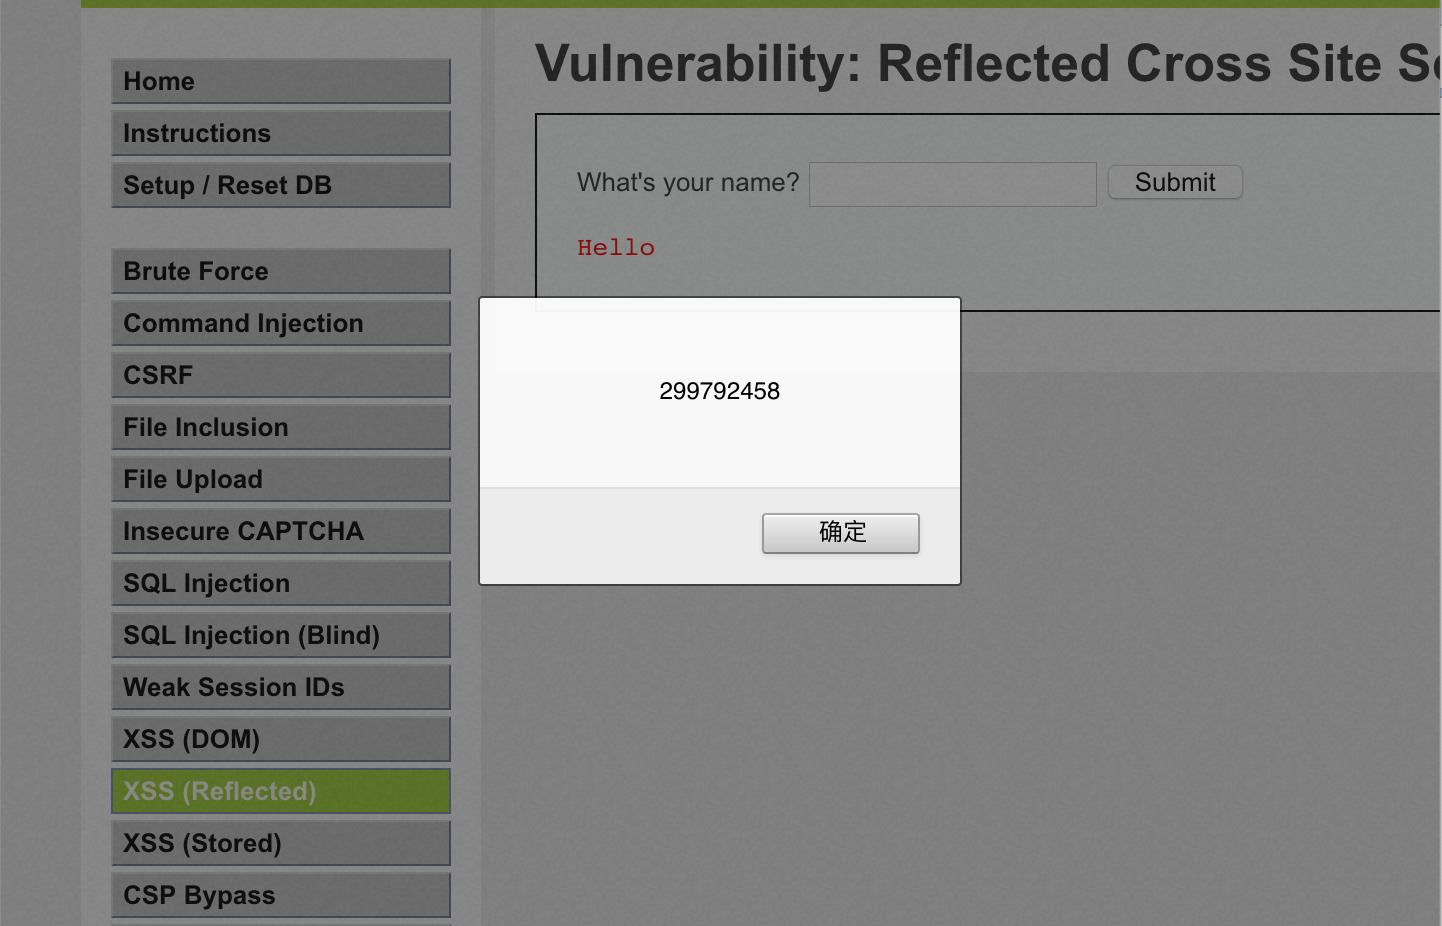 Home
Instructions
Setup / Reset DB
Brute Force
Command Injection
CSRF
File Inclusion
File Upload
Insecure CAPTCHA
SQL Injection
SQL Injection (Blind)
Weak Session IDs
XSS (DOM)
XSS (Reflected)
XSS (Stored)
CSP Bypass
Vulnerability: Reflected Cross Site
What's your name? Submit
Hello
299792458
确定